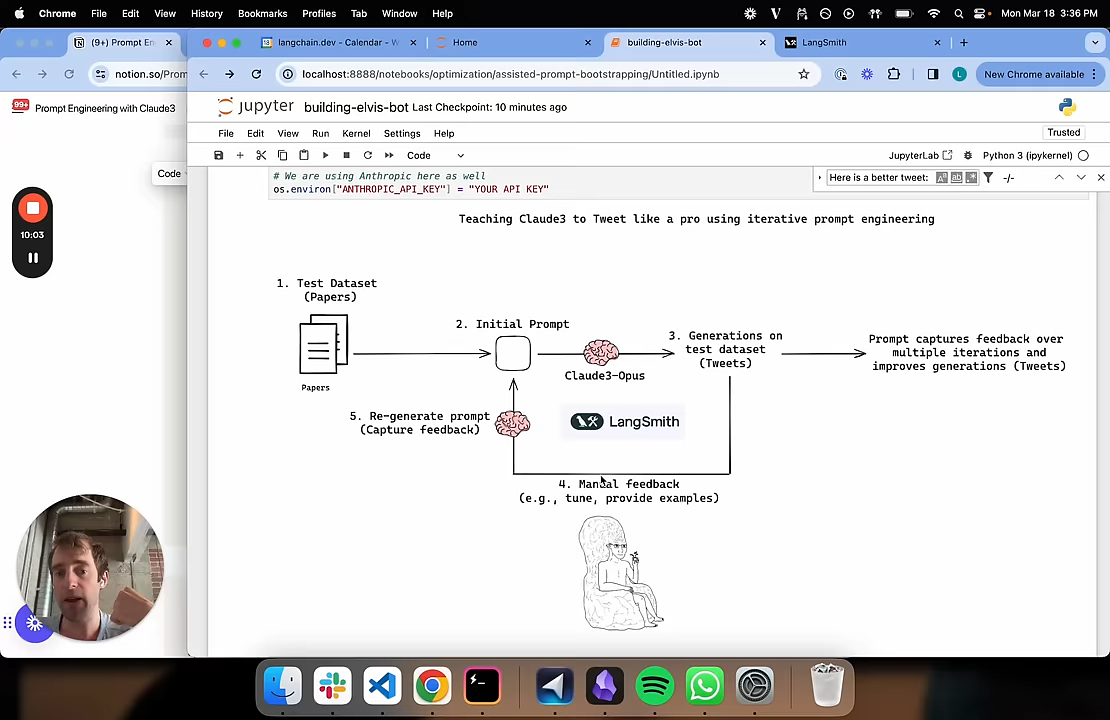 Chrome File Edit View History Bookmarks Profiles Tab Window Help Mon Mar 18 3:36 PM
(9+) Prompt En
langchain.dev - Calendar - W
Home
building-elvis-bot
LangSmith
notion.so/Prom
localhost:8888/notebooks/optimization/assisted-prompt-bootstrapping/Untitled.ipynb
L
New Chrome available
99+
Prompt Engineering with Claude3
jupyter building-elvis-bot Last Checkpoint: 10 minutes ago
File Edit View Run Kernel Settings Help
Trusted
Code
JupyterLab
Python 3 (ipykernel)
Code
# We are using Anthropic here as well
os.environ["ANTHROPIC_API_KEY"] = "YOUR API KEY"
Here is a better tweet:
-/-
Teaching Claude3 to Tweet like a pro using iterative prompt engineering
10:03
1. Test Dataset
(Papers)
Papers
2. Initial Prompt
Claude3-Opus
3. Generations on
test dataset
(Tweets)
Prompt captures feedback over
multiple iterations and
improves generations (Tweets)
5. Re-generate prompt
(Capture feedback)
LangSmith
4. Manual feedback
(e.g., tune, provide examples)